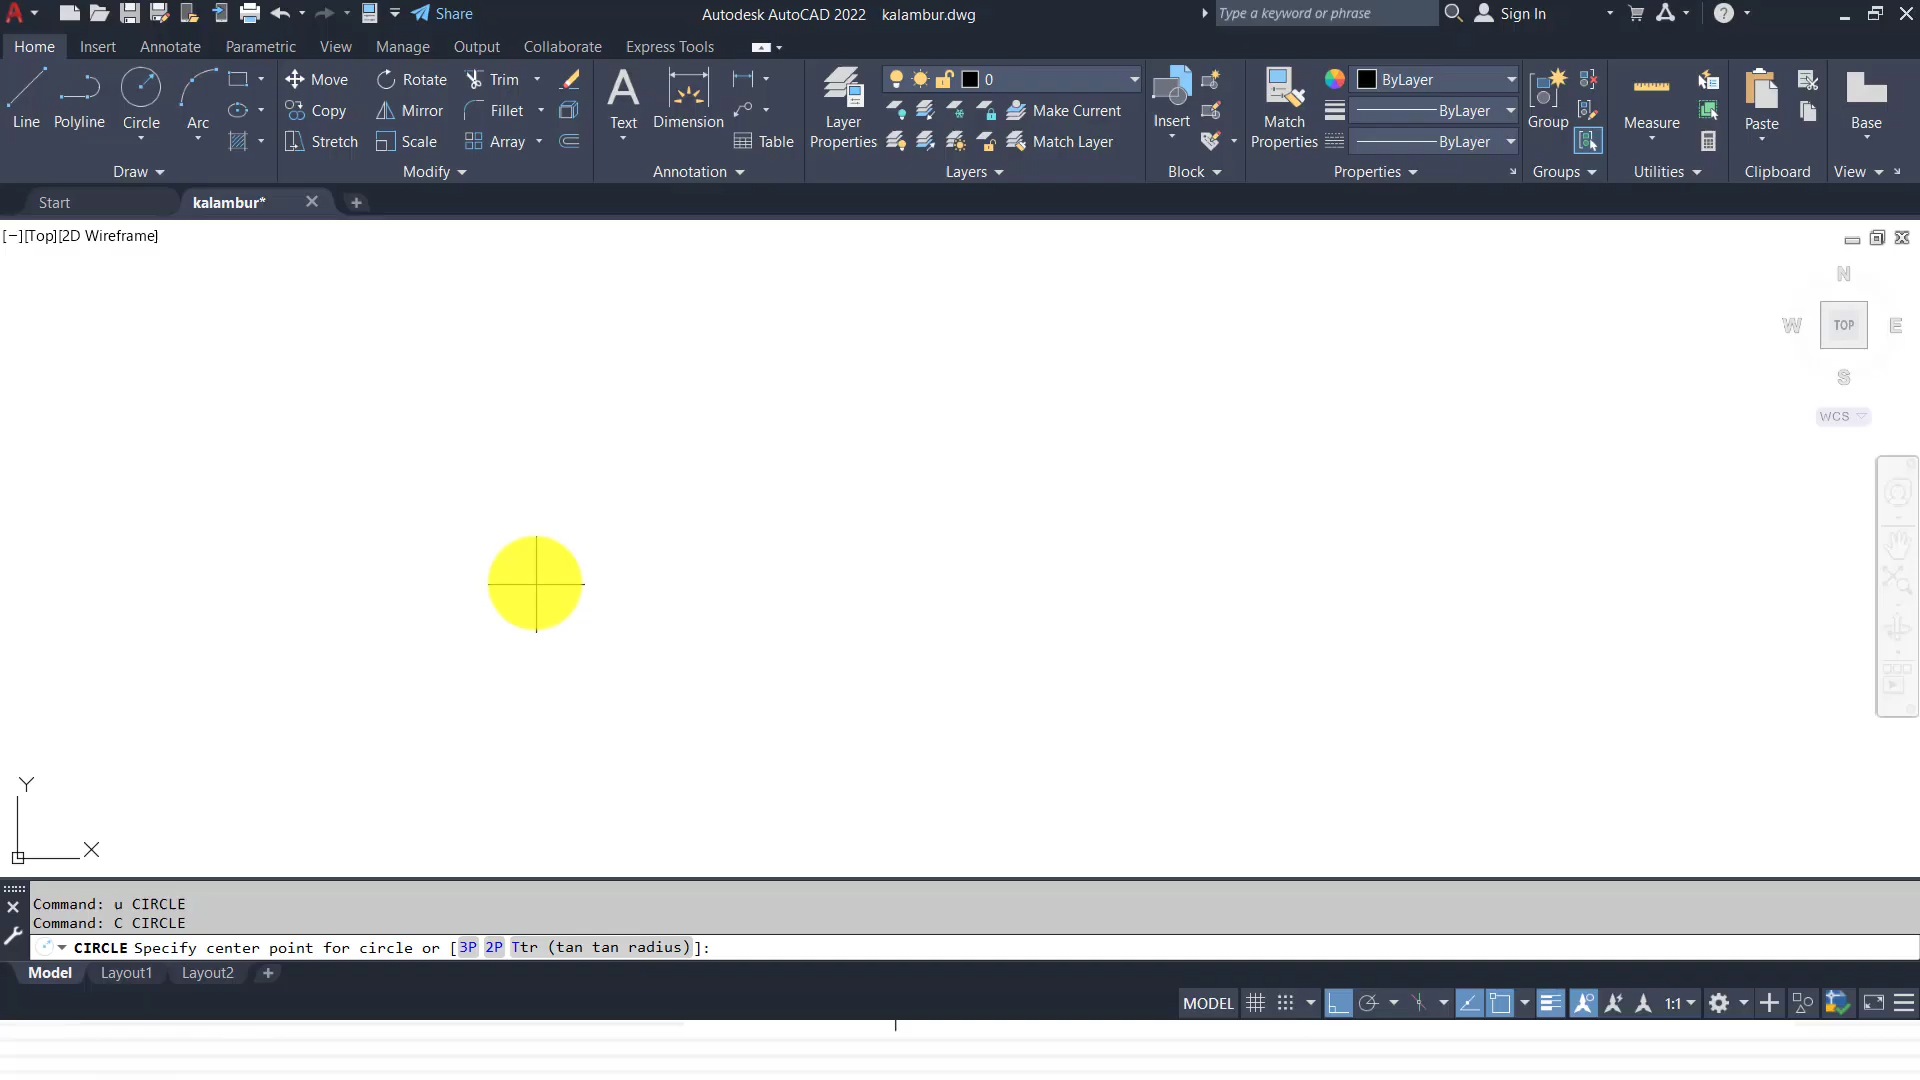 Share
Autodesk AutoCAD 2022 kalambur.dwg
Type a keyword or phrase
Sign In
Home Insert Annotate Parametric View Manage Output Collaborate Express Tools
Line Polyline Circle Arc
Move Rotate Trim
Copy Mirror Fillet
Stretch Scale Array
Text Dimension Table
Layer Properties
0
Make Current
Match Layer
Insert
Match Properties
ByLayer
ByLayer
ByLayer
Group
Measure
Paste
Base
Draw Modify Annotation Layers Block Properties Groups Utilities Clipboard View
Start kalambur*
[−][Top][2D Wireframe]
N
W TOP E
S
WCS
Y
X
Command: u CIRCLE
Command: C CIRCLE
CIRCLE Specify center point for circle or [3P 2P Ttr (tan tan radius)]:
Model Layout1 Layout2
MODEL 1:1